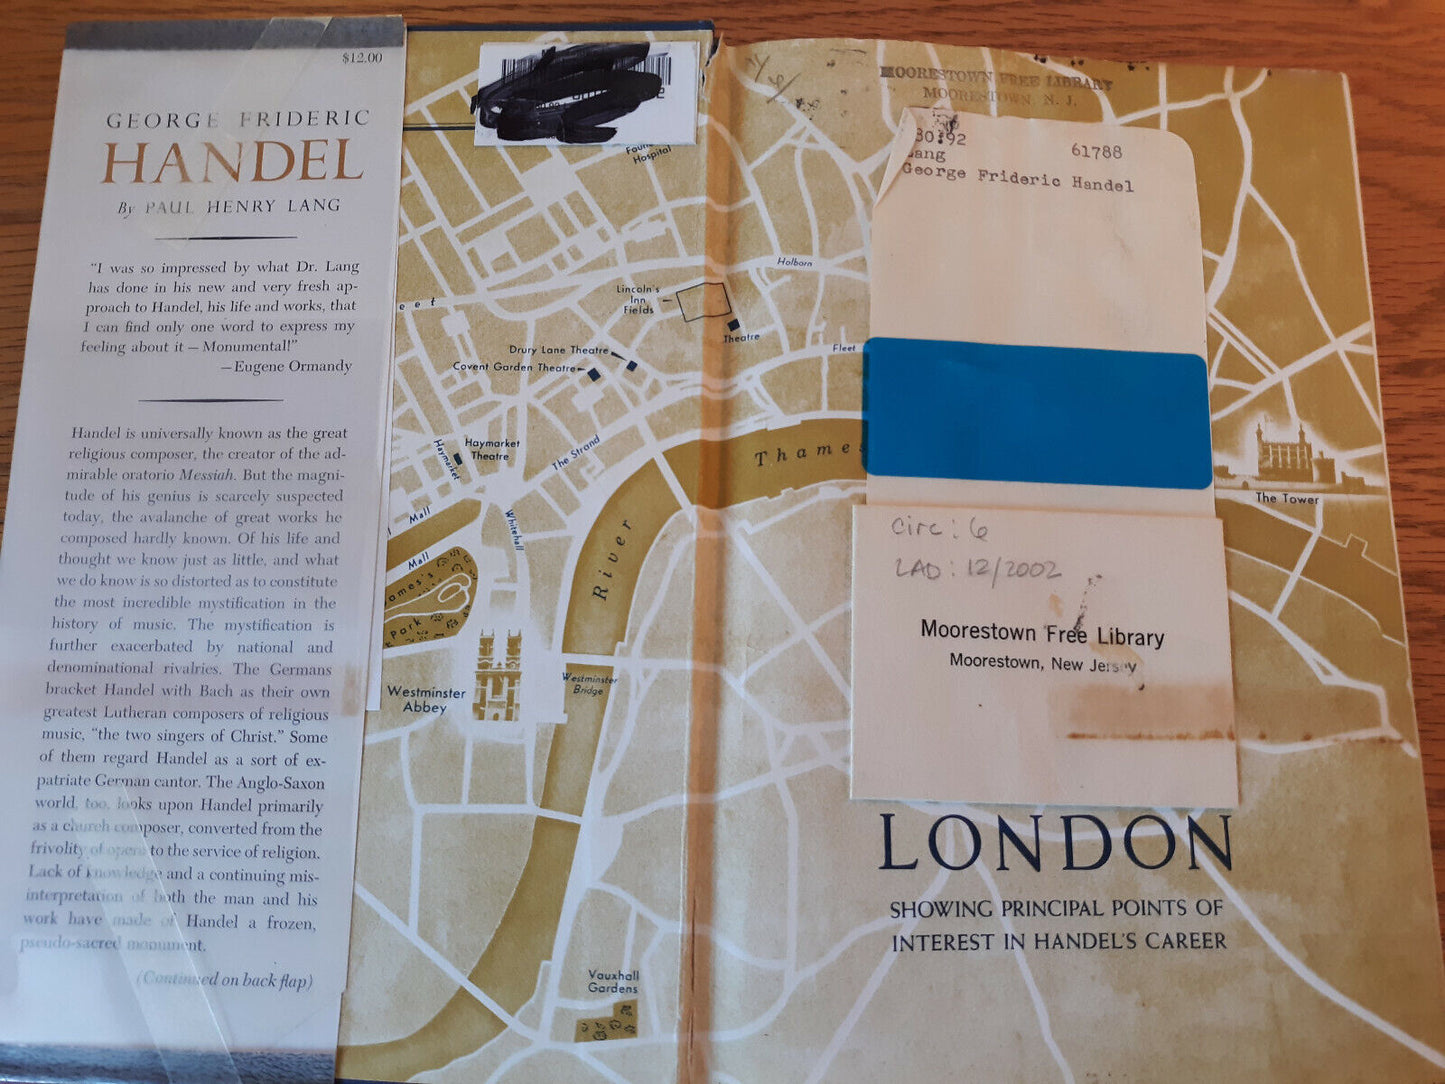 $12.00
GEORGE FRIDERIC
HANDEL
By PAUL HENRY LANG
"I was so impressed by what Dr. Lang
has done in his new and very fresh ap-
proach to Handel, his life and works, that
I can find only one word to express my
feeling about it — Monumental!"
—Eugene Ormandy
Handel is universally known as the great
religious composer, the creator of the ad-
mirable oratorio Messiah. But the magni-
tude of his genius is scarcely suspected
today, the avalanche of great works he
composed hardly known. Of his life and
thought we know just as little, and what
we do know is so distorted as to constitute
the most incredible mystification in the
history of music. The mystification is
further exacerbated by national and
denominational rivalries. The Germans
bracket Handel with Bach as their own
greatest Lutheran composers of religious
music, "the two singers of Christ." Some
of them regard Handel as a sort of ex-
patriate German cantor. The Anglo-Saxon
world, too, looks upon Handel primarily
as a church composer, converted from the
frivolity of opera to the service of religion.
Lack of knowledge and a continuing mis-
interpretation of both the man and his
work have made of Handel a frozen,
pseudo-sacred monument.
(Continued on back flap)
Hospital
eet
Holborn
Lincoln's
Inn
Fields
Theatre
Drury Lane Theatre
Covent Garden Theatre
Fleet
Haymarket
Haymarket
Theatre
The Strand
Thames
River
Mall
Mall
Whitehall
ames's
Park
Westminster
Abbey
Westminster
Bridge
Vauxhall
Gardens
The Tower
MOORESTOWN FREE LIBRARY
MOORESTOWN, N. J.
80.92
ang
61788
George Frideric Handel
Circ: 6
LAD: 12/2002
Moorestown Free Library
Moorestown, New Jersey
LONDON
SHOWING PRINCIPAL POINTS OF
INTEREST IN HANDEL'S CAREER